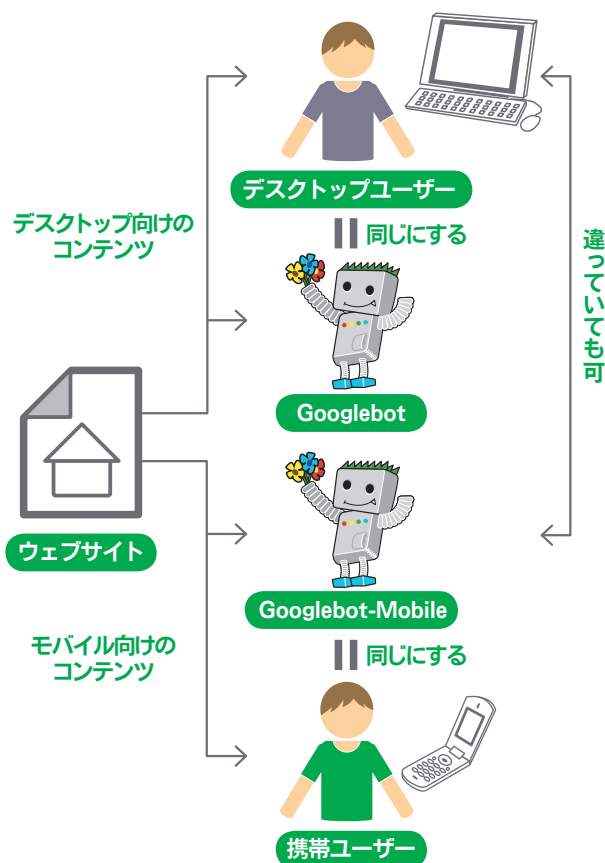 デスクトップユーザー
デスクトップ向けの
コンテンツ
同じにする
違っていても可
Googlebot
ウェブサイト
Googlebot-Mobile
モバイル向けの
コンテンツ
同じにする
携帯ユーザー